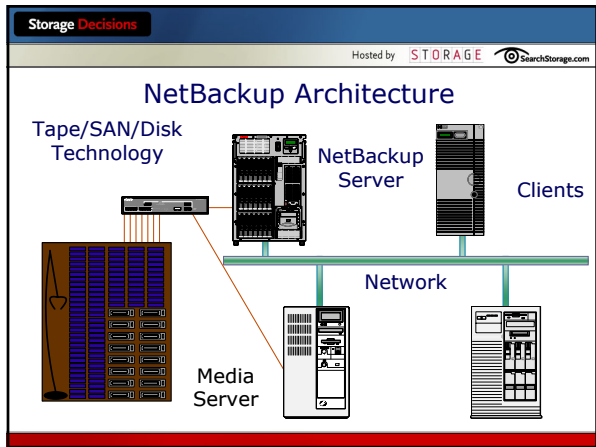 Storage Decisions
Hosted by STORAGE SearchStorage.com
NetBackup Architecture
Tape/SAN/Disk
Technology
NetBackup
Server
Clients
Network
Media
Server